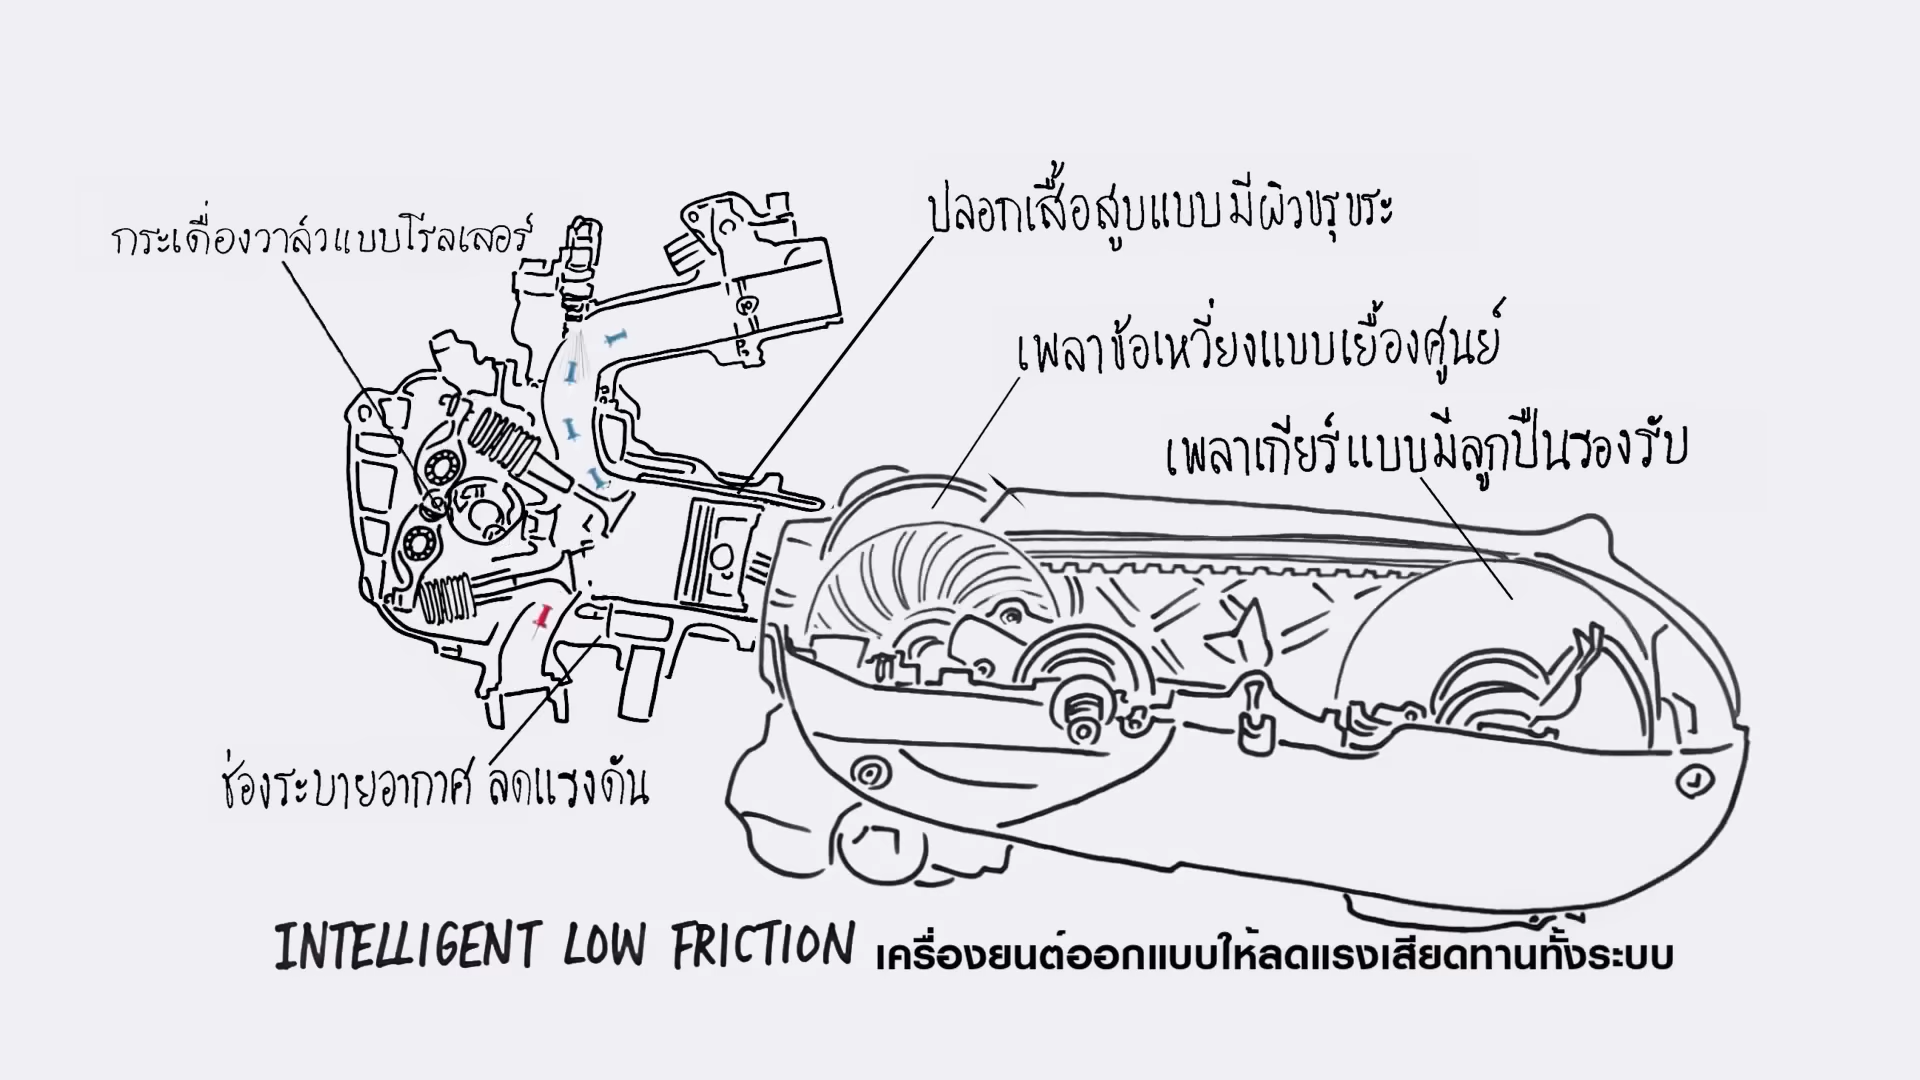 กระเดื่องวาล์วแบบโรลเลอร์
ปลอกเสื้อสูบแบบมีผิวขรุขระ
เพลาข้อเหวี่ยงแบบเยื้องศูนย์
เพลาเกียร์แบบมีลูกปืนรองรับ
ช่องระบายอากาศ ลดแรงดัน
INTELLIGENT LOW FRICTION เครื่องยนต์ออกแบบให้ลดแรงเสียดทานทั้งระบบ